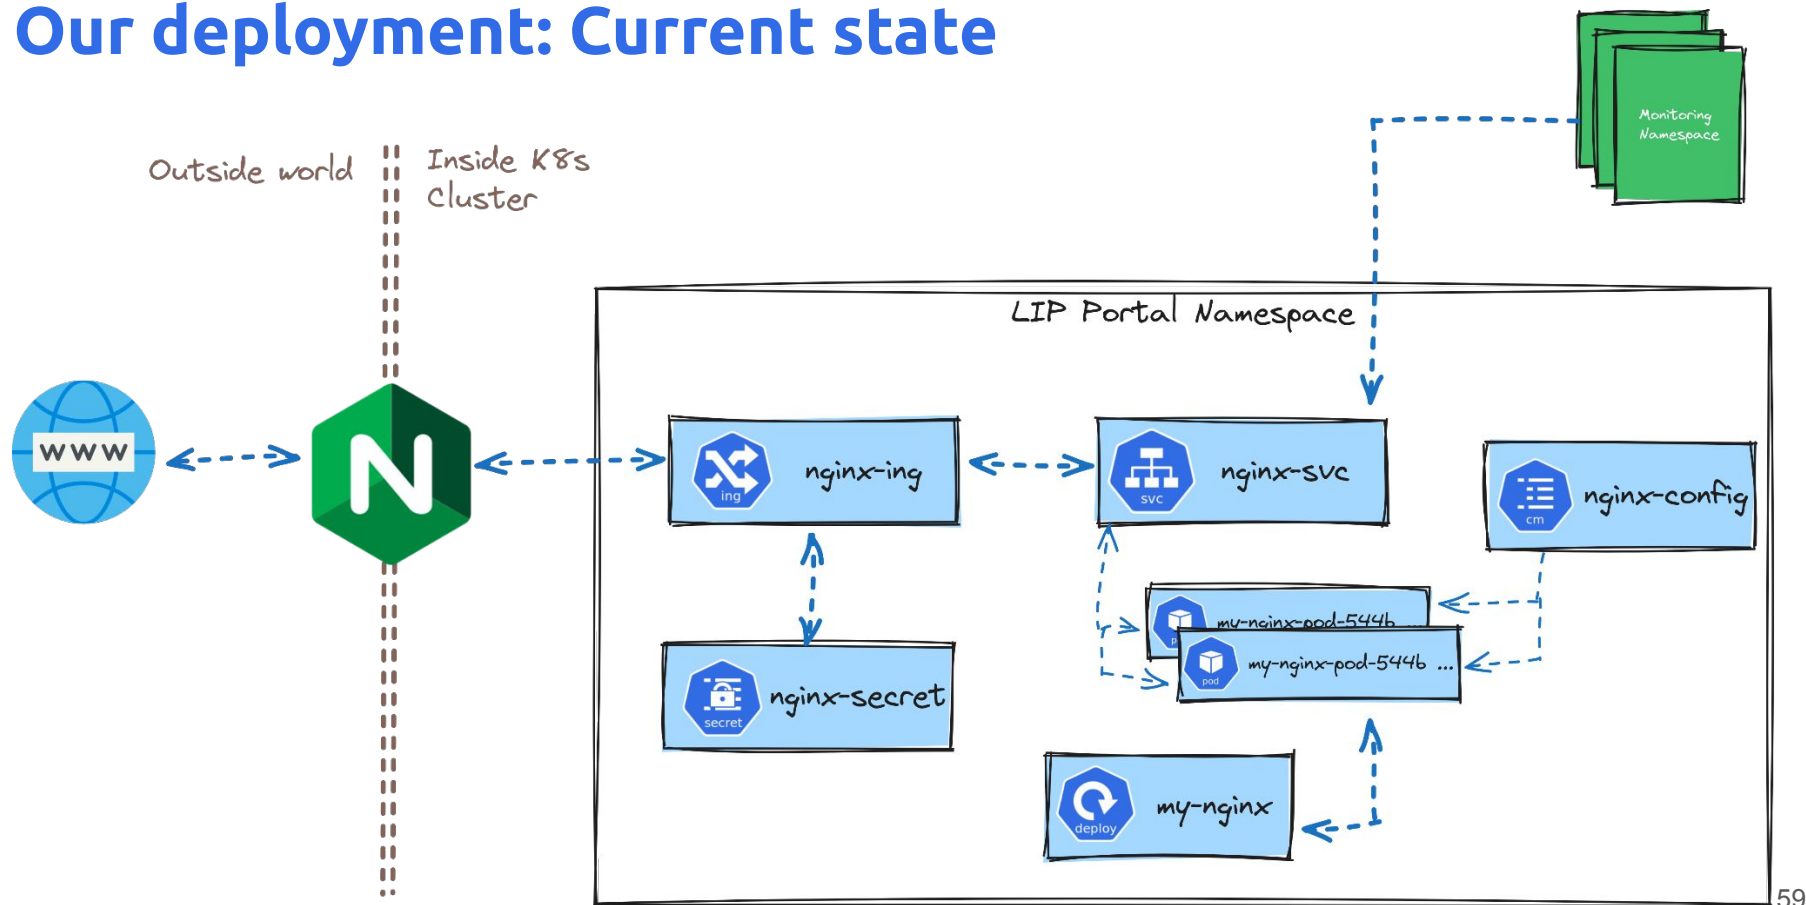 Our deployment: Current state
Monitoring
Namespace
Outside world
Inside K8s
Cluster
LIP Portal Namespace
WWW
N
ing
nginx-ing
svc
nginx-svc
cm
nginx-config
my-nginx-pod-544b ...
pod
my-nginx-pod-544b ...
secret
nginx-secret
deploy
my-nginx
59